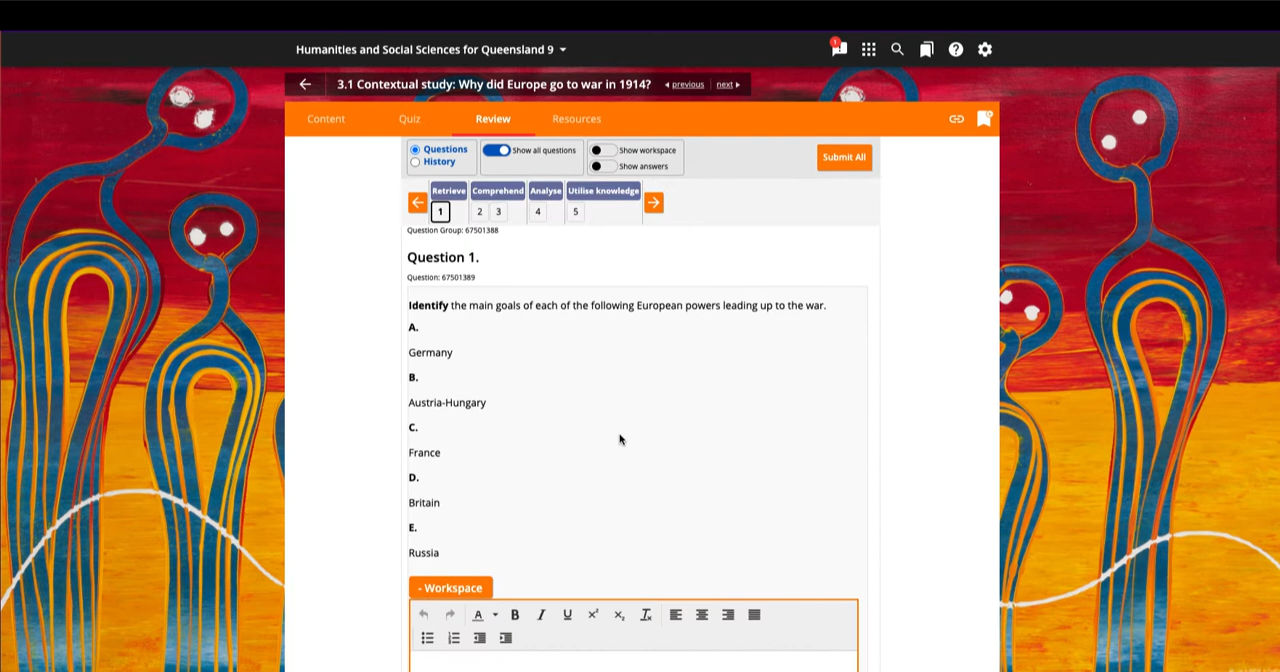 Humanities and Social Sciences for Queensland 9
1
3.1 Contextual study: Why did Europe go to war in 1914? previous | next
Content Quiz Review Resources
Questions
History
Show all questions
Show workspace
Show answers
Submit All
Retrieve Comprehend Analyse Utilise knowledge
1 2 3 4 5
Question Group: 67501388
Question 1.
Question: 67501389
Identify the main goals of each of the following European powers leading up to the war.
A.
Germany
B.
Austria-Hungary
C.
France
D.
Britain
E.
Russia
- Workspace